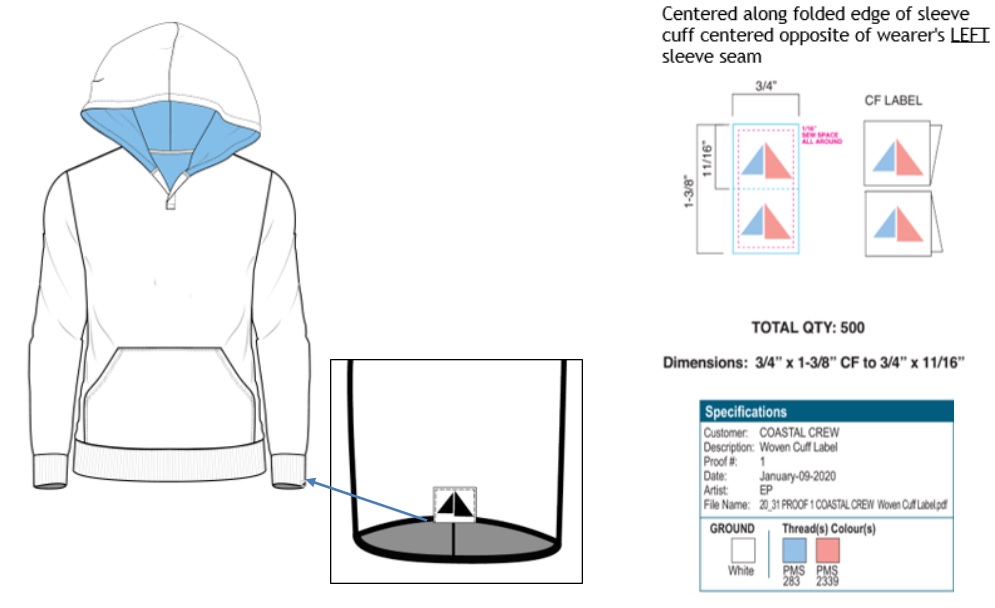 Centered along folded edge of sleeve
cuff centered opposite of wearer's LEFT
sleeve seam
3/4"
CF LABEL
1/16"
SEW SPACE
ALL AROUND
11/16"
1-3/8"
TOTAL QTY: 500
Dimensions: 3/4" x 1-3/8" CF to 3/4" x 11/16"
Specifications
Customer: COASTAL CREW
Description: Woven Cuff Label
Proof #: 1
Date: January-09-2020
Artist: EP
File Name: 20_31 PROOF 1 COASTAL CREW Woven Cuff Label.pdf
GROUND Thread(s) Colour(s)
White
PMS 283
PMS 2339